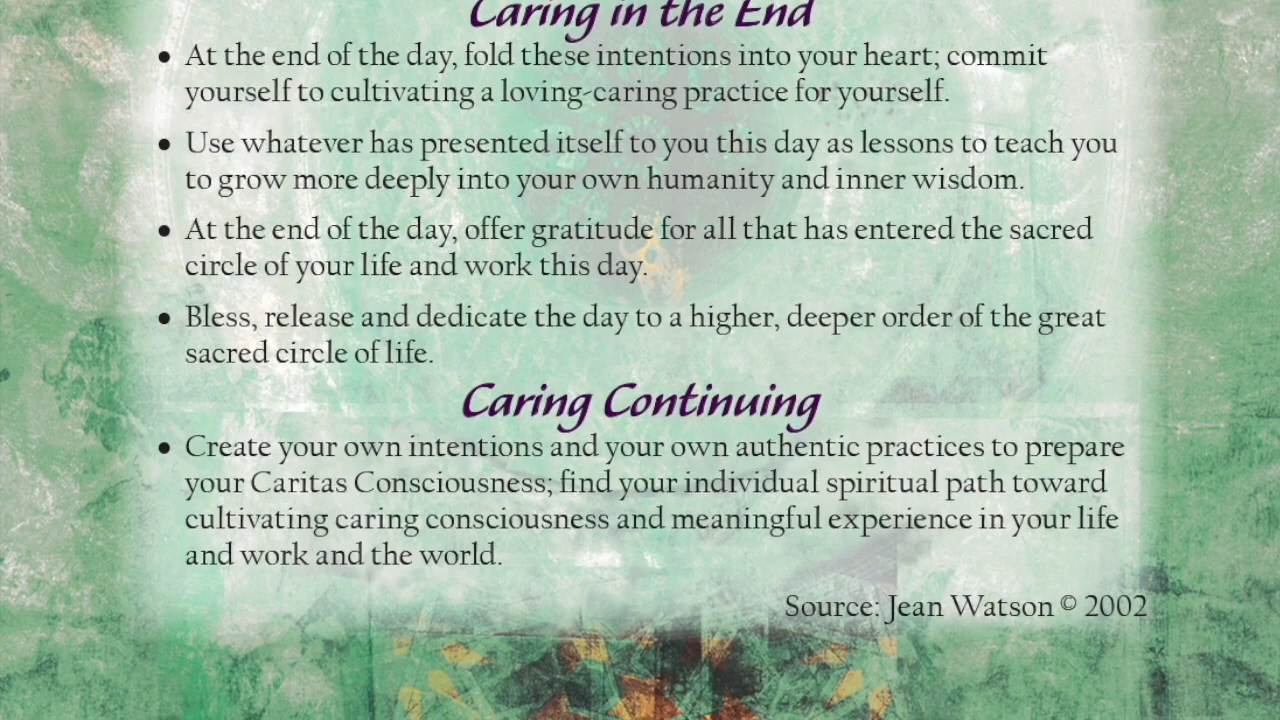 Caring in the End
• At the end of the day, fold these intentions into your heart; commit
yourself to cultivating a loving-caring practice for yourself.
• Use whatever has presented itself to you this day as lessons to teach you
to grow more deeply into your own humanity and inner wisdom.
• At the end of the day, offer gratitude for all that has entered the sacred
circle of your life and work this day.
• Bless, release and dedicate the day to a higher, deeper order of the great
sacred circle of life.
Caring Continuing
• Create your own intentions and your own authentic practices to prepare
your Caritas Consciousness; find your individual spiritual path toward
cultivating caring consciousness and meaningful experience in your life
and work and the world.
Source: Jean Watson © 2002